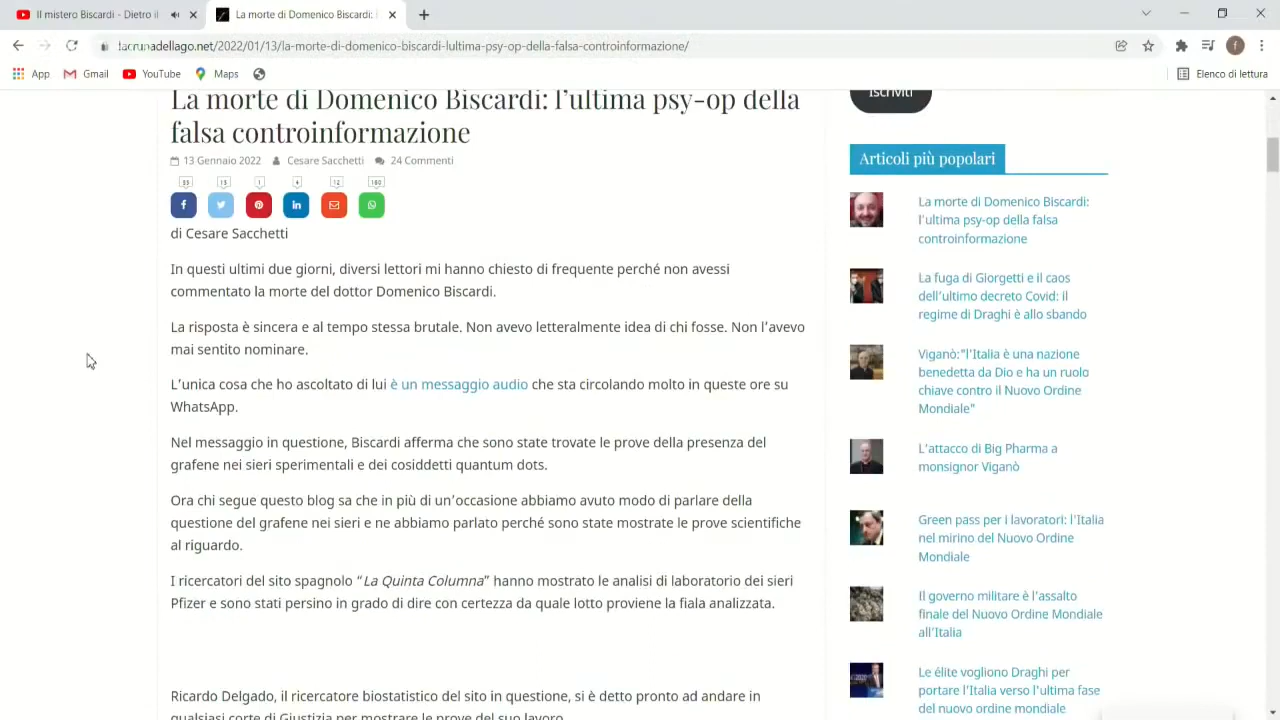 Il mistero Biscardi - Dietro il
La morte di Domenico Biscardi:
lacrunadellago.net/2022/01/13/la-morte-di-domenico-biscardi-lultima-psy-op-della-falsa-controinformazione/
App Gmail YouTube Maps Elenco di lettura
La morte di Domenico Biscardi: l'ultima psy-op della
falsa controinformazione
13 Gennaio 2022 Cesare Sacchetti 24 Commenti
di Cesare Sacchetti
In questi ultimi due giorni, diversi lettori mi hanno chiesto di frequente perché non avessi
commentato la morte del dottor Domenico Biscardi.
La risposta è sincera e al tempo stessa brutale. Non avevo letteralmente idea di chi fosse. Non l'avevo
mai sentito nominare.
L'unica cosa che ho ascoltato di lui è un messaggio audio che sta circolando molto in queste ore su
WhatsApp.
Nel messaggio in questione, Biscardi afferma che sono state trovate le prove della presenza del
grafene nei sieri sperimentali e dei cosiddetti quantum dots.
Ora chi segue questo blog sa che in più di un'occasione abbiamo avuto modo di parlare della
questione del grafene nei sieri e ne abbiamo parlato perché sono state mostrate le prove scientifiche
al riguardo.
I ricercatori del sito spagnolo "La Quinta Columna" hanno mostrato le analisi di laboratorio dei sieri
Pfizer e sono stati persino in grado di dire con certezza da quale lotto proviene la fiala analizzata.
Ricardo Delgado, il ricercatore biostatistico del sito in questione, si è detto pronto ad andare in
qualsiasi corte di Giustizia per mostrare le prove del suo lavoro
Iscriviti
Articoli più popolari
La morte di Domenico Biscardi:
l'ultima psy-op della falsa
controinformazione
La fuga di Giorgetti e il caos
dell'ultimo decreto Covid: il
regime di Draghi è allo sbando
Viganò:"l'Italia è una nazione
benedetta da Dio e ha un ruolo
chiave contro il Nuovo Ordine
Mondiale"
L'attacco di Big Pharma a
monsignor Viganò
Green pass per i lavoratori: l'Italia
nel mirino del Nuovo Ordine
Mondiale
Il governo militare è l'assalto
finale del Nuovo Ordine Mondiale
all'Italia
Le élite vogliono Draghi per
portare l'Italia verso l'ultima fase
del nuovo ordine mondiale